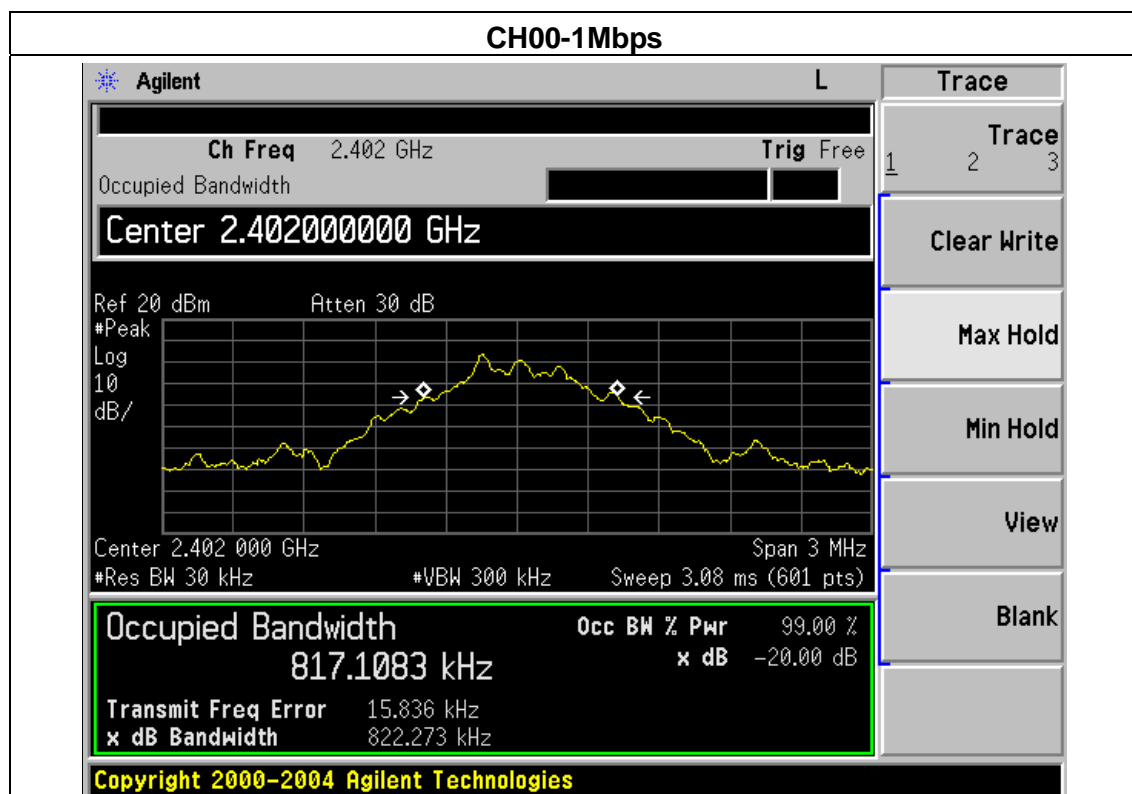 CH00-1Mbps
Agilent L Trace
Ch Freq 2.402 GHz Trig Free
Occupied Bandwidth
Trace
1 2 3
Center 2.402000000 GHz
Clear Write
Ref 20 dBm Atten 30 dB
#Peak
Log
10
dB/
Max Hold
Min Hold
View
Center 2.402 000 GHz Span 3 MHz
#Res BW 30 kHz #VBW 300 kHz Sweep 3.08 ms (601 pts)
Blank
Occupied Bandwidth Occ BW % Pwr 99.00 %
817.1083 kHz x dB -20.00 dB
Transmit Freq Error 15.836 kHz
x dB Bandwidth 822.273 kHz
Copyright 2000-2004 Agilent Technologies